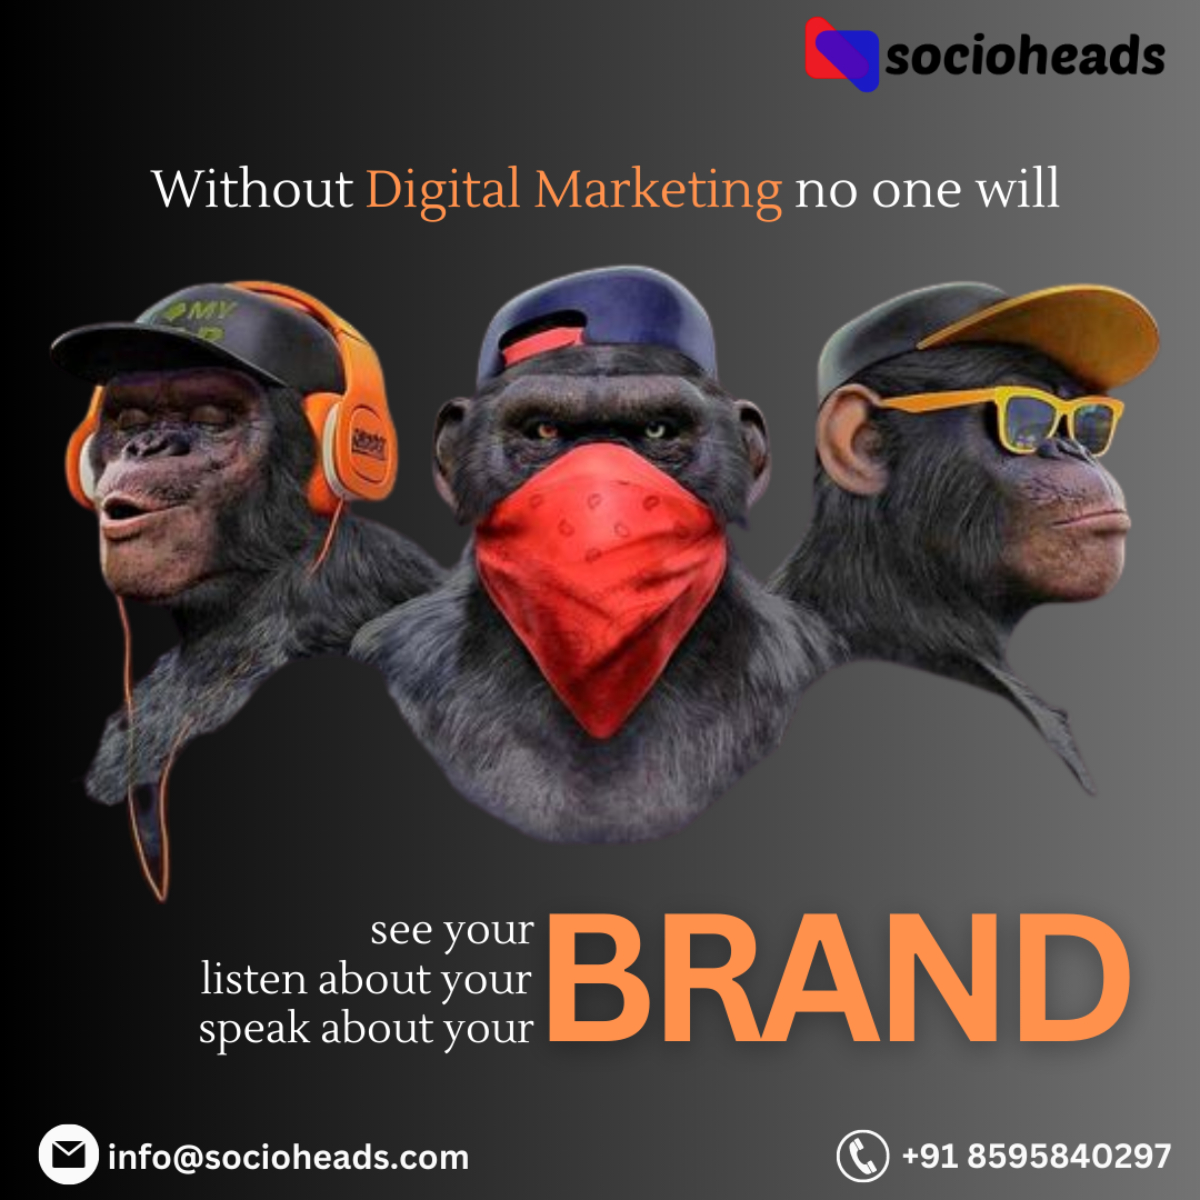 socioheads
Without Digital Marketing no one will
MY
see your
listen about your
speak about your
BRAND
info@socioheads.com
+91 8595840297